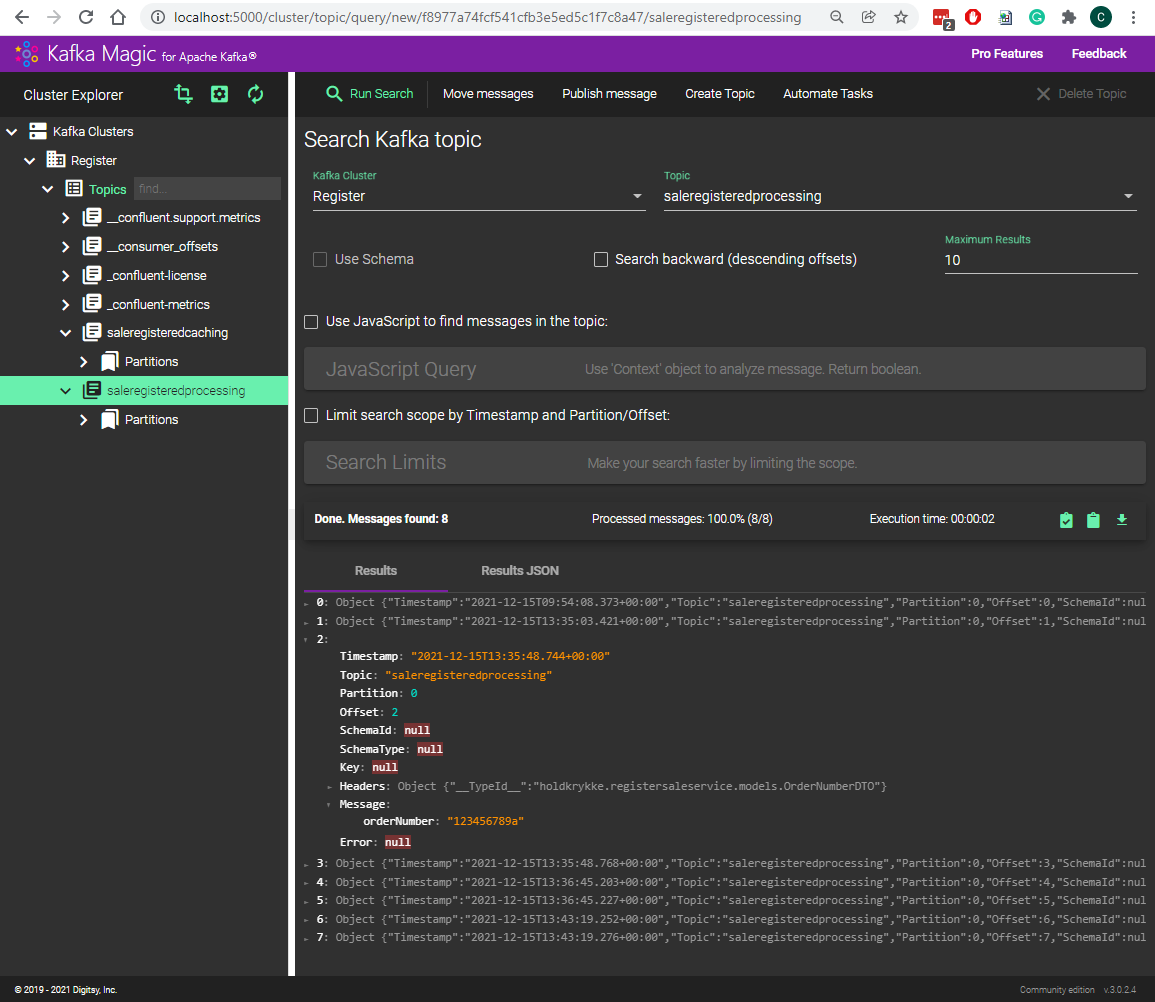 localhost:5000/cluster/topic/query/new/f8977a74fcf541cfb3e5ed5c1f7c8a47/saleregisteredprocessing
2
C
Kafka Magic for Apache Kafka®
Pro Features
Feedback
Cluster Explorer
Run Search
Move messages
Publish message
Create Topic
Automate Tasks
Delete Topic
Kafka Clusters
Register
Topics
find...
__confluent.support.metrics
__consumer_offsets
_confluent-license
_confluent-metrics
saleregisteredcaching
Partitions
saleregisteredprocessing
Partitions
Search Kafka topic
Kafka Cluster
Register
Topic
saleregisteredprocessing
Use Schema
Search backward (descending offsets)
Maximum Results
10
Use JavaScript to find messages in the topic:
JavaScript Query
Use 'Context' object to analyze message. Return boolean.
Limit search scope by Timestamp and Partition/Offset:
Search Limits
Make your search faster by limiting the scope.
Done. Messages found: 8
Processed messages: 100.0% (8/8)
Execution time: 00:00:02
Results
Results JSON
0: Object {"Timestamp":"2021-12-15T09:54:08.373+00:00","Topic":"saleregisteredprocessing","Partition":0,"Offset":0,"SchemaId":nul
1: Object {"Timestamp":"2021-12-15T13:35:03.421+00:00","Topic":"saleregisteredprocessing","Partition":0,"Offset":1,"SchemaId":nul
2:
Timestamp: "2021-12-15T13:35:48.744+00:00"
Topic: "saleregisteredprocessing"
Partition: 0
Offset: 2
SchemaId: null
SchemaType: null
Key: null
Headers: Object {"__TypeId__":"holdkrykke.registersaleservice.models.OrderNumberDTO"}
Message:
orderNumber: "123456789a"
Error: null
3: Object {"Timestamp":"2021-12-15T13:35:48.768+00:00","Topic":"saleregisteredprocessing","Partition":0,"Offset":3,"SchemaId":nul
4: Object {"Timestamp":"2021-12-15T13:36:45.203+00:00","Topic":"saleregisteredprocessing","Partition":0,"Offset":4,"SchemaId":nul
5: Object {"Timestamp":"2021-12-15T13:36:45.227+00:00","Topic":"saleregisteredprocessing","Partition":0,"Offset":5,"SchemaId":nul
6: Object {"Timestamp":"2021-12-15T13:43:19.252+00:00","Topic":"saleregisteredprocessing","Partition":0,"Offset":6,"SchemaId":nul
7: Object {"Timestamp":"2021-12-15T13:43:19.276+00:00","Topic":"saleregisteredprocessing","Partition":0,"Offset":7,"SchemaId":nul
© 2019 - 2021 Digitsy, Inc.
Community edition v.3.0.2.4